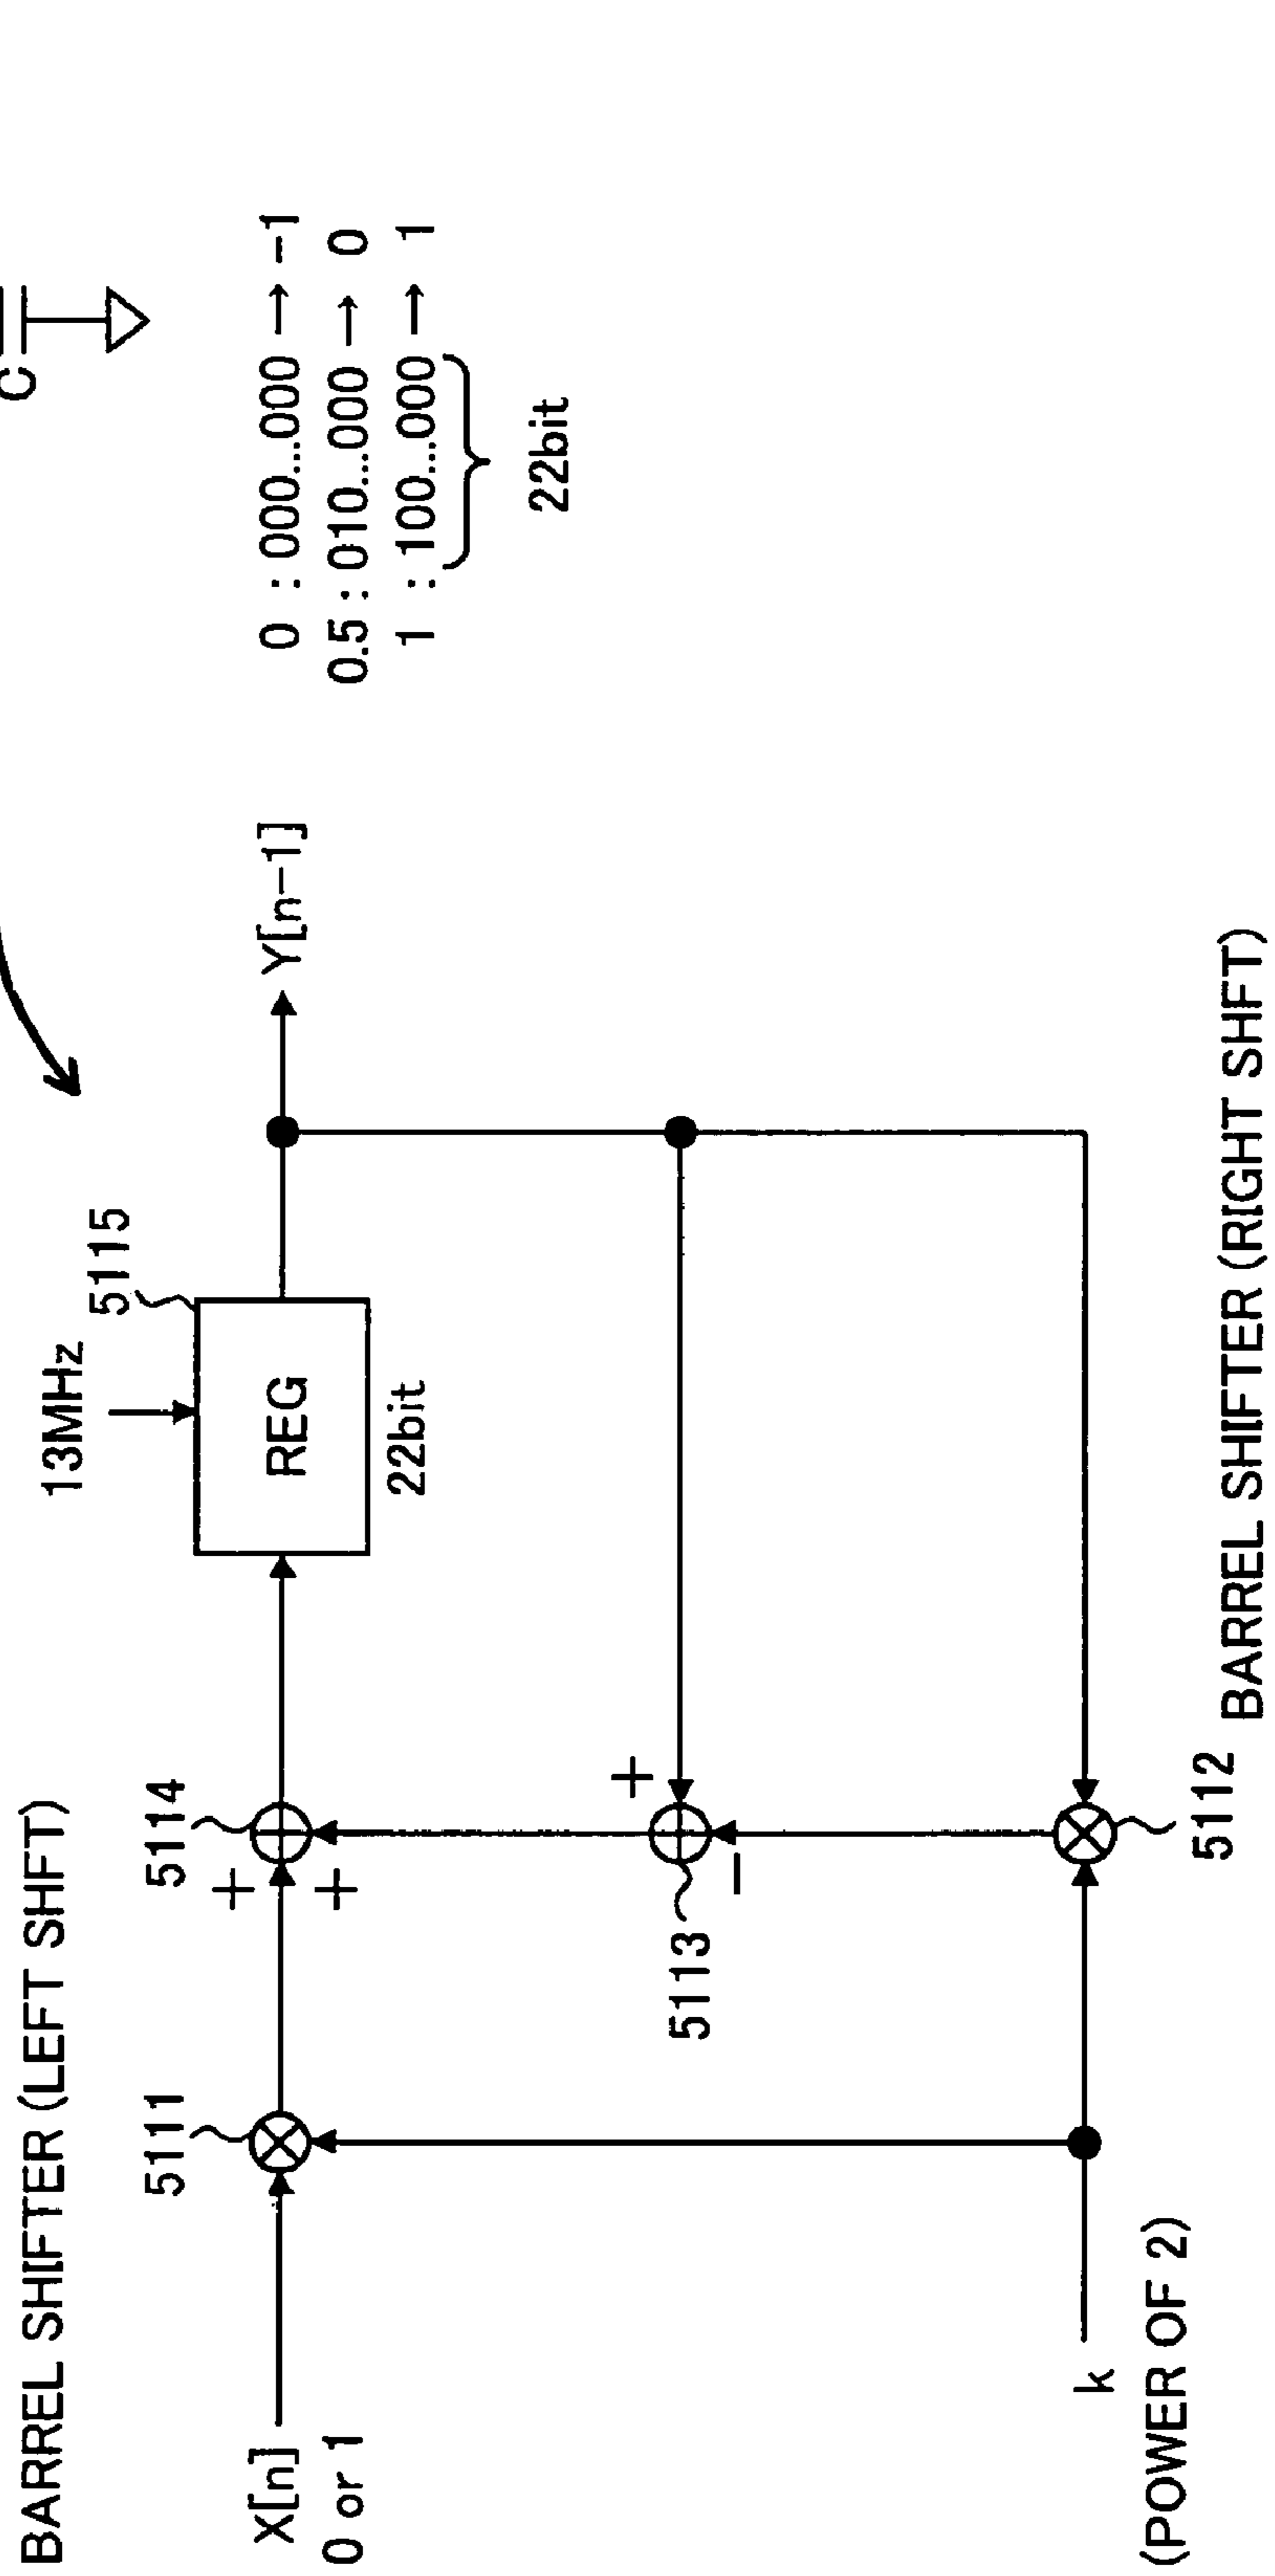 C
0 : 000...000 → -1
0.5 : 010...000 → 0
1 : 100...000 → 1
22bit
BARREL SHIFTER (LEFT SHFT)
13MHz
5115
5114
5111
X[n]
0 or 1
+
+
REG
22bit
Y[n-1]
+
5113
−
k
(POWER OF 2)
5112
BARREL SHIFTER (RIGHT SHFT)